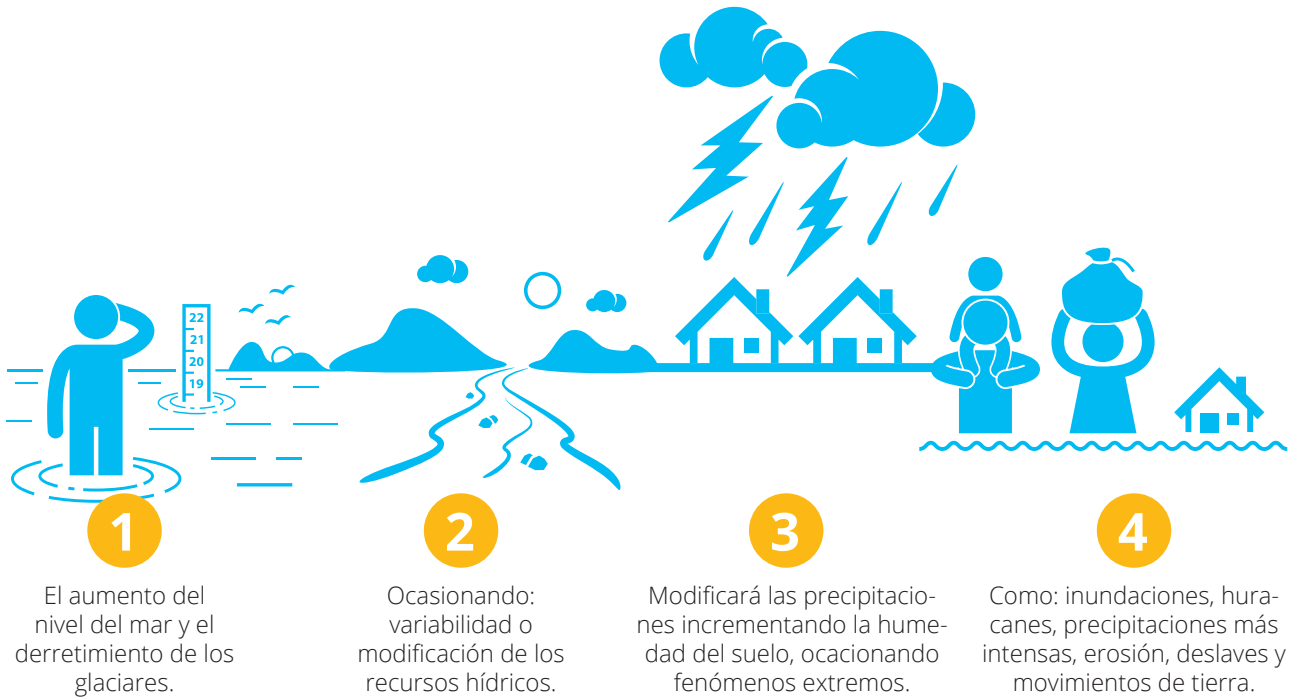 22
21
20
19
1
El aumento del
nivel del mar y el
derretimiento de los
glaciares.
2
Ocasionando:
variabilidad o
modificación de los
recursos hídricos.
3
Modificará las precipitacio-
nes incrementando la hume-
dad del suelo, ocacionando
fenómenos extremos.
4
Como: inundaciones, hura-
canes, precipitaciones más
intensas, erosión, deslaves y
movimientos de tierra.